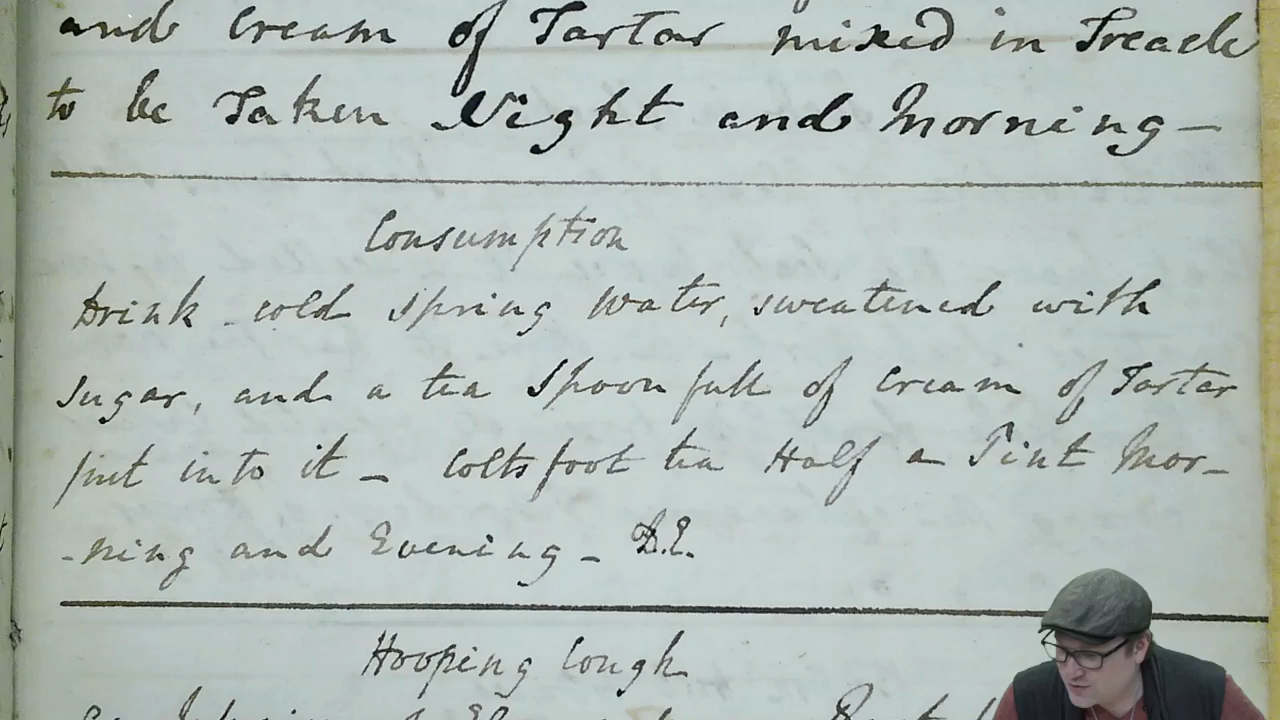 and Cream of Tartar mixed in Treacle
to be Taken Night and Morning —
Consumption
Drink cold Spring Water, sweatened with
sugar, and a tea Spoon full of Cream of Tartar
put into it — Coltsfoot tea Half a Pint Mor-
-ning and Evening — D.E.
Hooping Cough